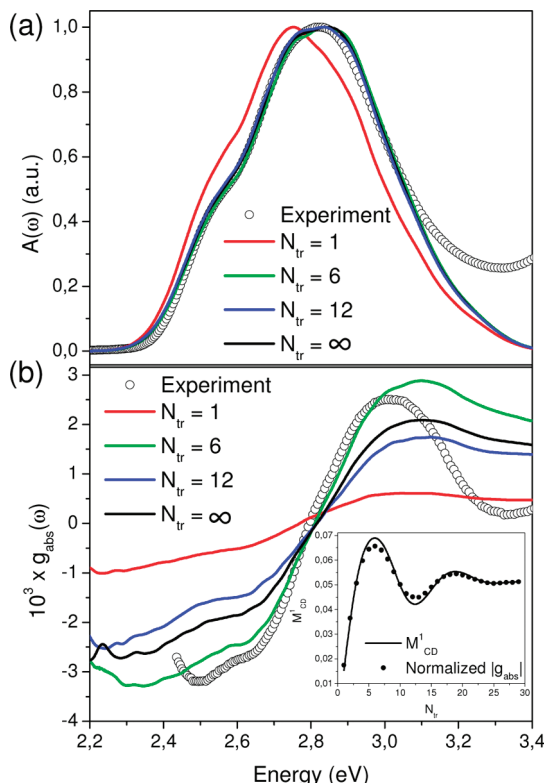 (a)
1,0
0,8
0,6
0,4
0,2
0,0
A(ω) (a.u.)
Experiment
N_tr = 1
N_tr = 6
N_tr = 12
N_tr = ∞
(b)
3
2
1
0
-1
-2
-3
-4
10³ x g_abs(ω)
Experiment
N_tr = 1
N_tr = 6
N_tr = 12
N_tr = ∞
0,07
0,06
0,05
0,04
0,03
0,02
0,01
M¹_CD
M¹_CD
Normalized |g_abs|
0 5 10 15 20 25 30
N_tr
2,2 2,4 2,6 2,8 3,0 3,2 3,4
Energy (eV)